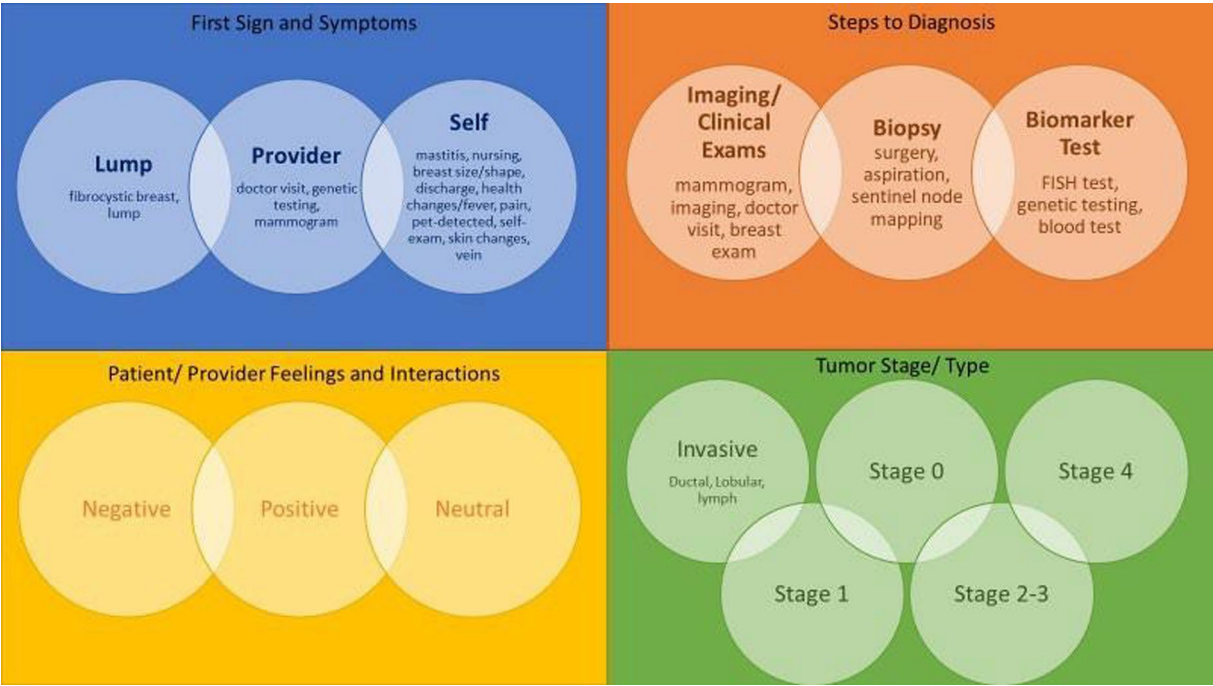 First Sign and Symptoms
Lump
fibrocystic breast,
lump
Provider
doctor visit, genetic
testing,
mammogram
Self
mastitis, nursing,
breast size/shape,
discharge, health
changes/fever, pain,
pet-detected, self-
exam, skin changes,
vein
Steps to Diagnosis
Imaging/
Clinical
Exams
mammogram,
imaging, doctor
visit, breast
exam
Biopsy
surgery,
aspiration,
sentinel node
mapping
Biomarker
Test
FISH test,
genetic testing,
blood test
Patient/ Provider Feelings and Interactions
Negative
Positive
Neutral
Tumor Stage/ Type
Invasive
Ductal, Lobular,
lymph
Stage 0
Stage 4
Stage 1
Stage 2-3